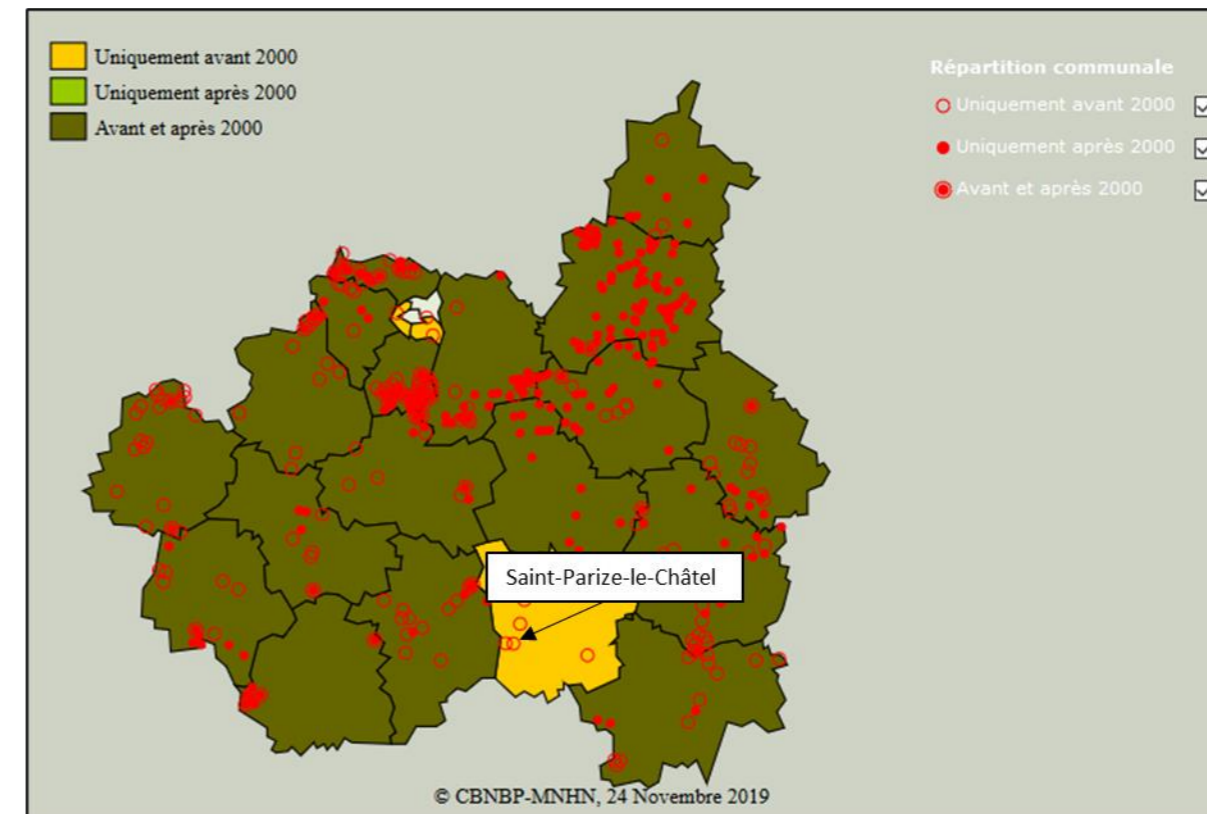 Uniquement avant 2000
Uniquement après 2000
Avant et après 2000
Répartition communale
Uniquement avant 2000
Uniquement après 2000
Avant et après 2000
Saint-Parize-le-Châtel
© CBNBP-MNHN, 24 Novembre 2019